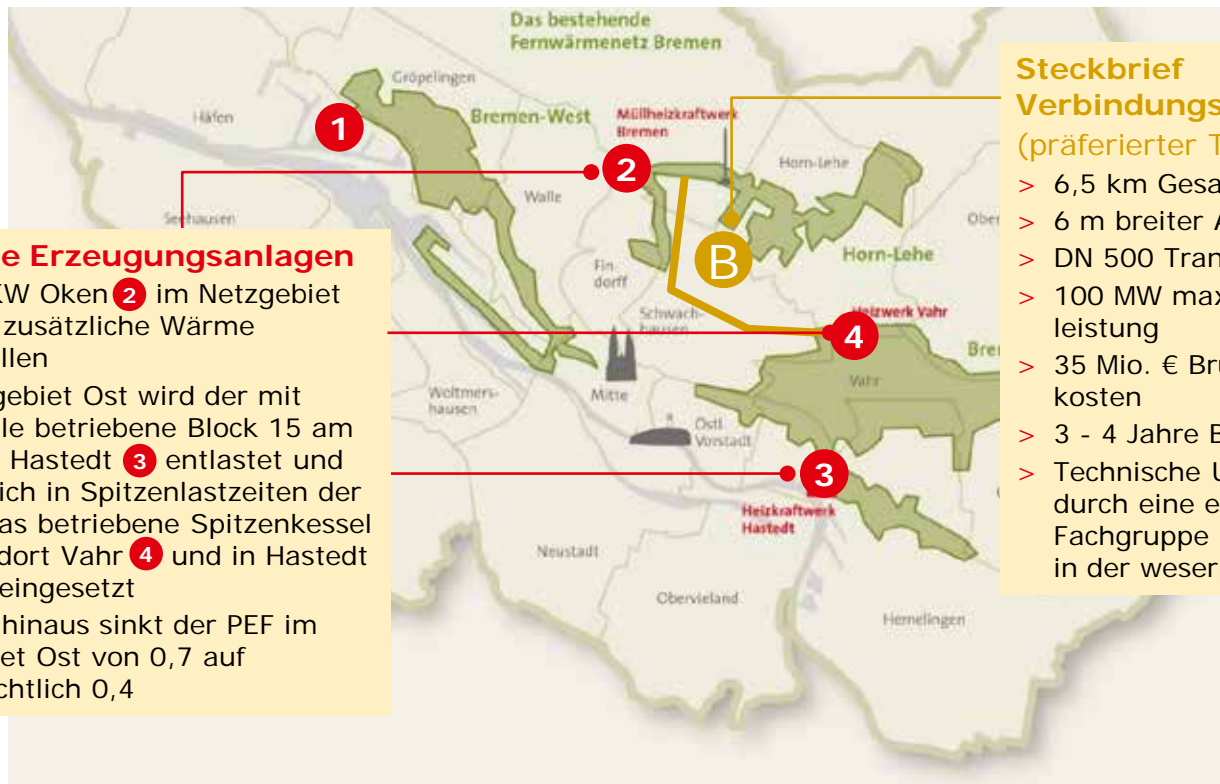 Das bestehende
Fernwärmenetz Bremen
Gröpelingen
Häfen
1
Bremen-West
Müllheizkraftwerk
Bremen
2
Horn-Lehe
Walle
Seehausen
Fin
dorff
B
Horn-Lehe
Schwach-
hausen
Heizwerk Vahr
4
Vahr
Woltmers-
hausen
Mitte
Östl
Vorstadt
3
Heizkraftwerk
Hastedt
Neustadt
Obervieland
Hemelingen
Ober
Bre
e Erzeugungsanlagen
KW Oken 2 im Netzgebiet
zusätzliche Wärme
llen
gebiet Ost wird der mit
le betriebene Block 15 am
Hastedt 3 entlastet und
lich in Spitzenlastzeiten der
as betriebene Spitzenkessel
dort Vahr 4 und in Hastedt
eingesetzt
hinaus sinkt der PEF im
et Ost von 0,7 auf
chtlich 0,4
Steckbrief
Verbindungs
(präferierter T
> 6,5 km Gesa
> 6 m breiter A
> DN 500 Tran
> 100 MW max
leistung
> 35 Mio. € Bru
kosten
> 3 - 4 Jahre B
> Technische U
durch eine e
Fachgruppe
in der weser